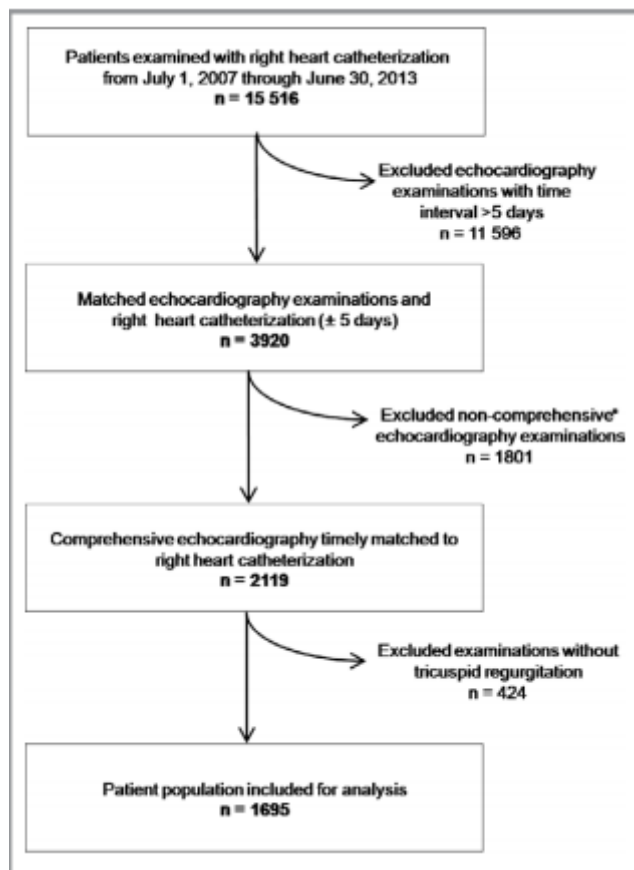 Patients examined with right heart catheterization
from July 1, 2007 through June 30, 2013
n = 15 516
Excluded echocardiography
examinations with time
interval >5 days
n = 11 596
Matched echocardiography examinations and
right heart catheterization (± 5 days)
n = 3920
Excluded non-comprehensive*
echocardiography examinations
n = 1801
Comprehensive echocardiography timely matched to
right heart catheterization
n = 2119
Excluded examinations without
tricuspid regurgitation
n = 424
Patient population included for analysis
n = 1695